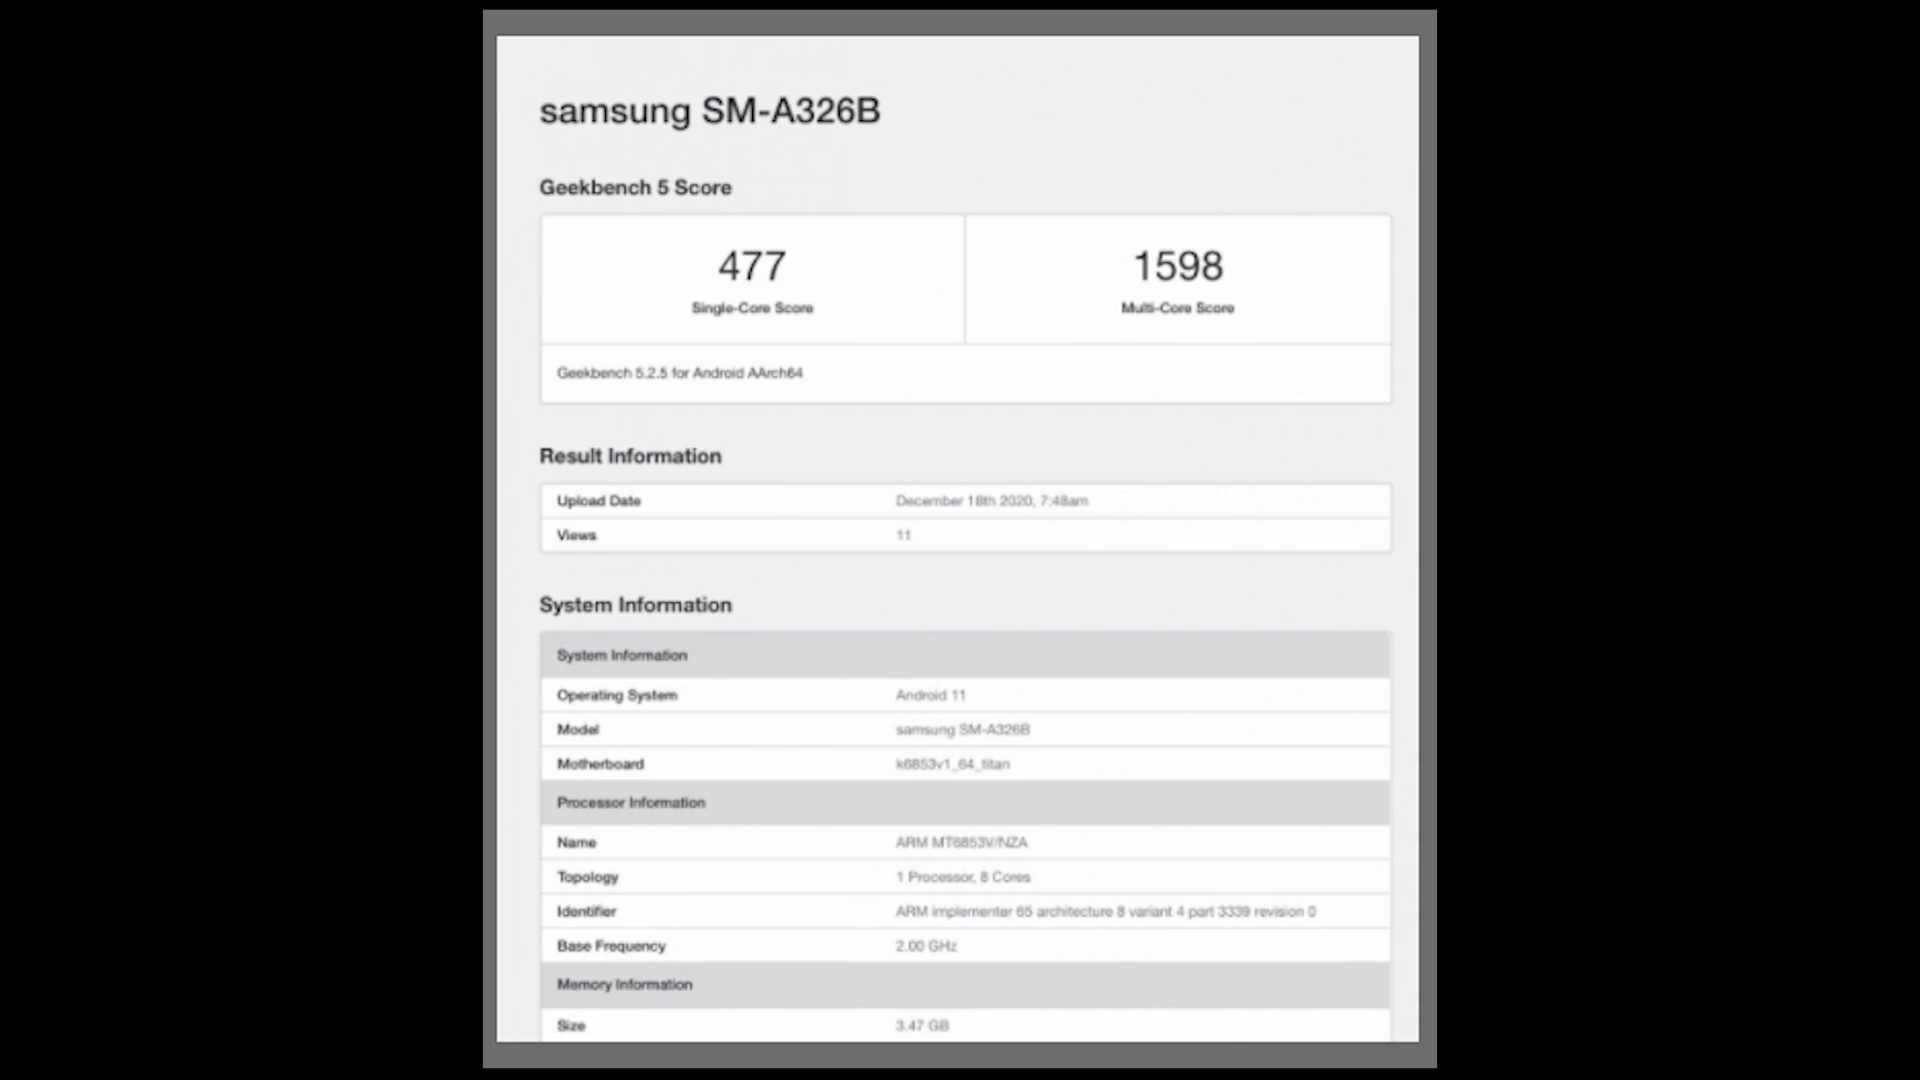 samsung SM-A326B
Geekbench 5 Score
477
1598
Single-Core Score
Multi-Core Score
Geekbench 5.2.5 for Android AArch64
Result Information
Upload Date December 18th 2020, 7:48am
Views 11
System Information
System Information
Operating System Android 11
Model samsung SM-A326B
Motherboard k6853v1_64_titan
Processor Information
Name ARM MT6853V/NZA
Topology 1 Processor, 8 Cores
Identifier ARM implementer 65 architecture 8 variant 4 part 3339 revision 0
Base Frequency 2.00 GHz
Memory Information
Size 3.47 GB